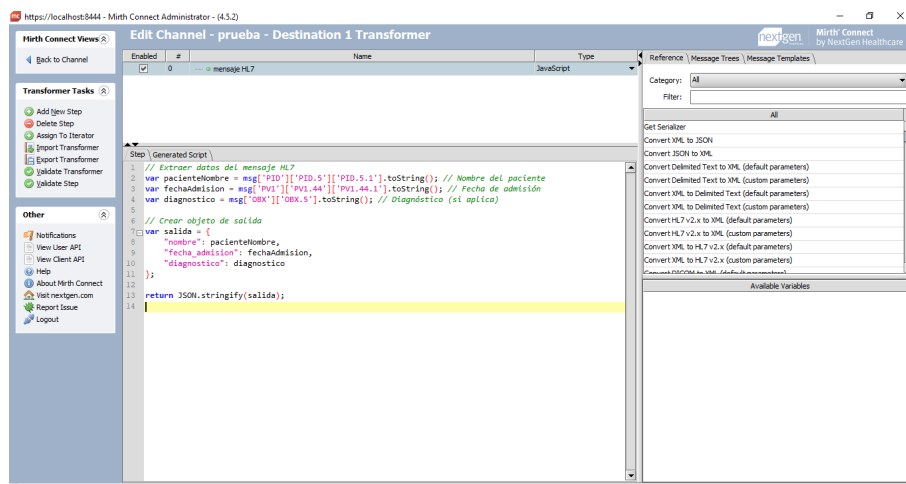 https://localhost:8444 - Mirth Connect Administrator - (4.5.2)
Mirth Connect Views
Back to Channel
Transformer Tasks
Add New Step
Delete Step
Assign To Iterator
Import Transformer
Export Transformer
Validate Transformer
Validate Step
Other
Notifications
View User API
View Client API
Help
About Mirth Connect
Visit nextgen.com
Report Issue
Logout
Edit Channel - prueba - Destination 1 Transformer
nextgen
Mirth® Connect
by NextGen Healthcare
Enabled # Name Type
0 mensaje HL7 JavaScript
Step Generated Script
1 // Extraer datos del mensaje HL7
2 var pacienteNombre = msg['PID']['PID.5']['PID.5.1'].toString(); // Nombre del paciente
3 var fechaAdmision = msg['PV1']['PV1.44']['PV1.44.1'].toString(); // Fecha de admisión
4 var diagnostico = msg['OBX']['OBX.5'].toString(); // Diagnóstico (si aplica)
5
6 // Crear objeto de salida
7 var salida = {
8 "nombre": pacienteNombre,
9 "fecha_admision": fechaAdmision,
10 "diagnostico": diagnostico
11 };
12
13 return JSON.stringify(salida);
14
Reference Message Trees Message Templates
Category: All
Filter:
All
Get Serializer
Convert XML to JSON
Convert JSON to XML
Convert Delimited Text to XML (default parameters)
Convert Delimited Text to XML (custom parameters)
Convert XML to Delimited Text (default parameters)
Convert XML to Delimited Text (custom parameters)
Convert HL7 v2.x to XML (default parameters)
Convert HL7 v2.x to XML (custom parameters)
Convert XML to HL7 v2.x (default parameters)
Convert XML to HL7 v2.x (custom parameters)
Convert DICOM to XML (default parameters)
Available Variables